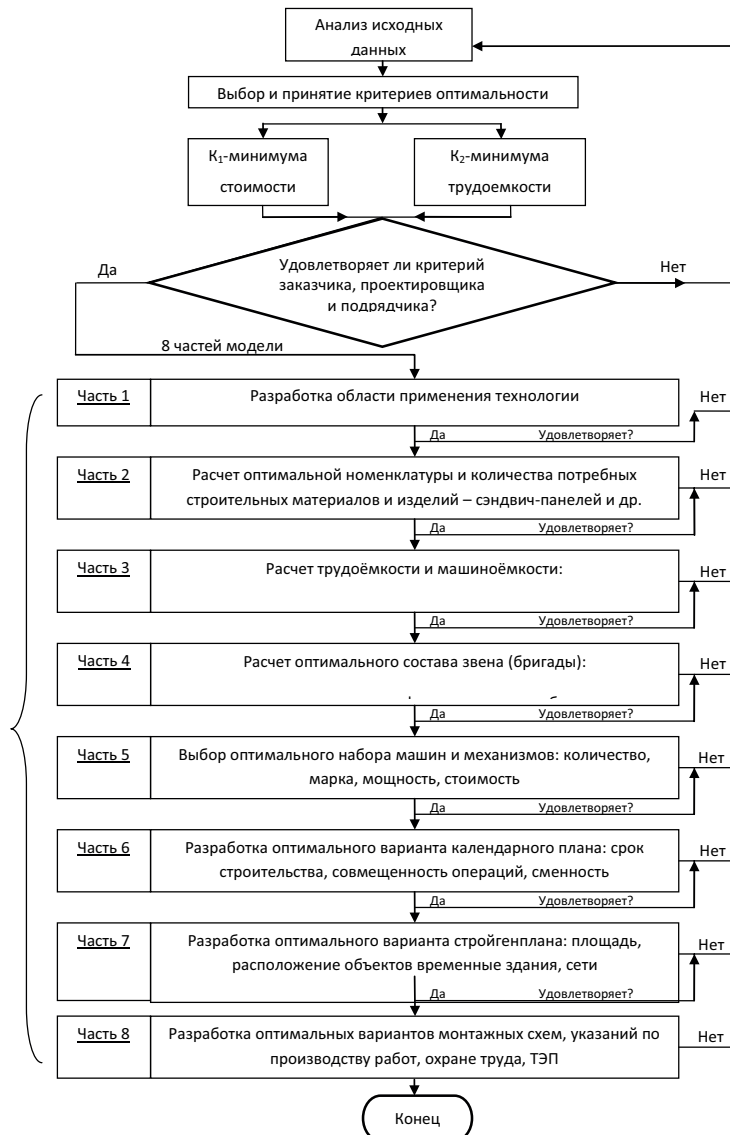 Анализ исходных
данных
Выбор и принятие критериев оптимальности
К₁-минимума
стоимости
К₂-минимума
трудоемкости
Удовлетворяет ли критерий
заказчика, проектировщика
и подрядчика?
Да
Нет
8 частей модели
Часть 1
Разработка области применения технологии
Нет
Да
Удовлетворяет?
Часть 2
Расчет оптимальной номенклатуры и количества потребных
строительных материалов и изделий – сэндвич-панелей и др.
Нет
Да
Удовлетворяет?
Часть 3
Расчет трудоёмкости и машиноёмкости:
Нет
Да
Удовлетворяет?
Часть 4
Расчет оптимального состава звена (бригады):
Нет
Да
Удовлетворяет?
Часть 5
Выбор оптимального набора машин и механизмов: количество,
марка, мощность, стоимость
Нет
Да
Удовлетворяет?
Часть 6
Разработка оптимального варианта календарного плана: срок
строительства, совмещенность операций, сменность
Нет
Да
Удовлетворяет?
Часть 7
Разработка оптимального варианта стройгенплана: площадь,
расположение объектов временные здания, сети
Нет
Да
Удовлетворяет?
Часть 8
Разработка оптимальных вариантов монтажных схем, указаний по
производству работ, охране труда, ТЭП
Нет
Конец